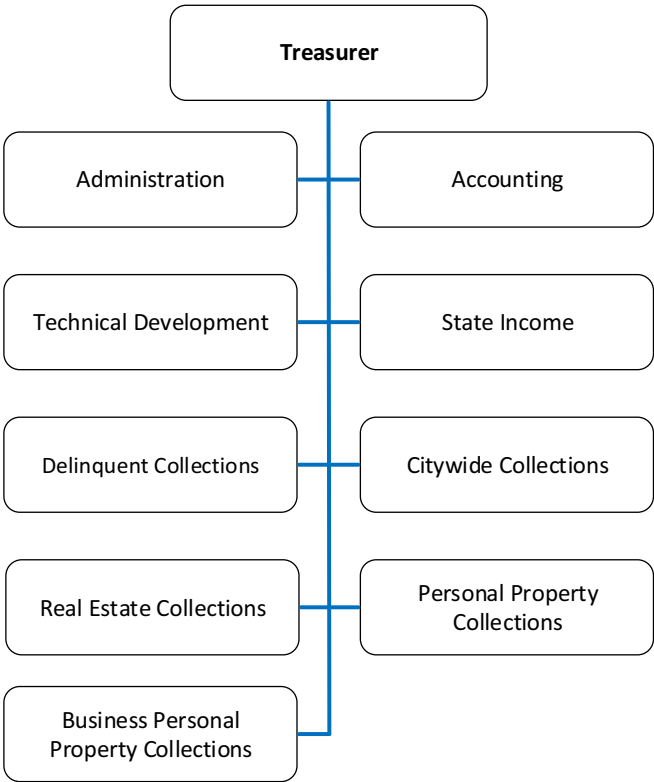 Treasurer
Administration
Accounting
Technical Development
State Income
Delinquent Collections
Citywide Collections
Real Estate Collections
Personal Property
Collections
Business Personal
Property Collections